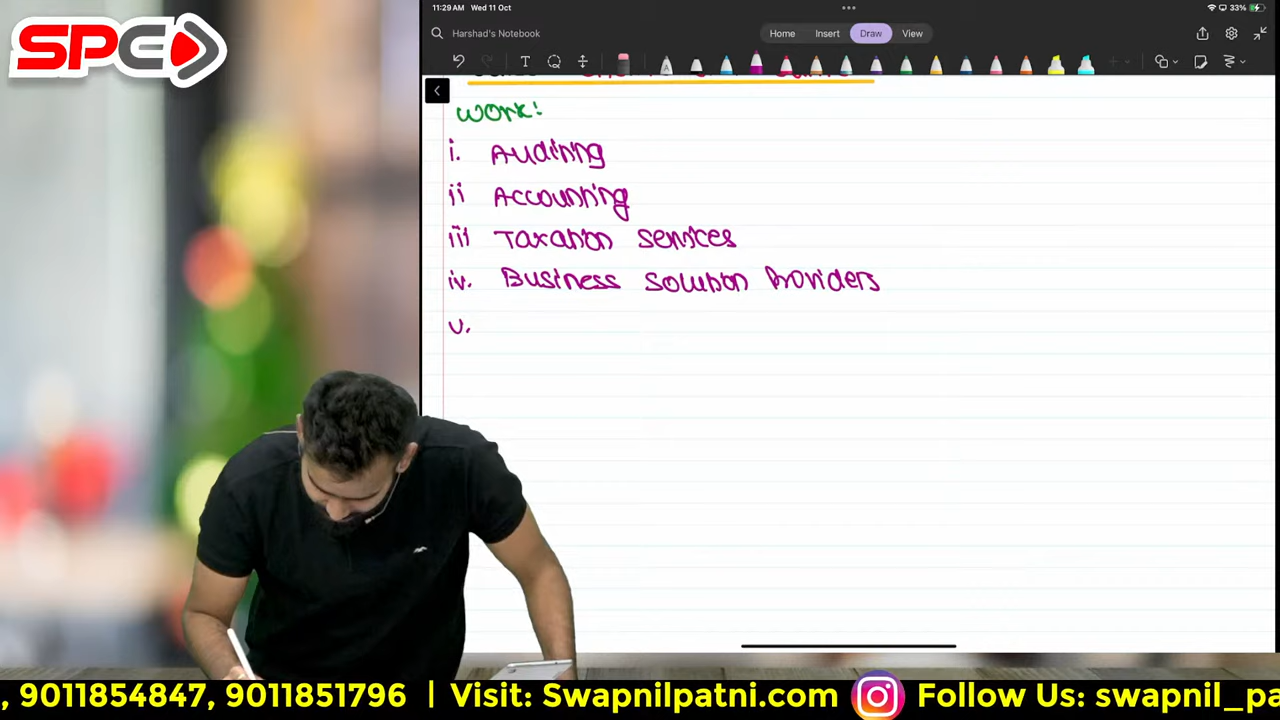 SPC
11:29 AM Wed 11 Oct
33%
Harshad's Notebook
Home Insert Draw View
Work:
i. Auditing
ii Accounting
iii Taxation Services
iv. Business Solution Providers
v.
, 9011854847, 9011851796 | Visit: Swapnilpatni.com Follow Us: swapnil_pa